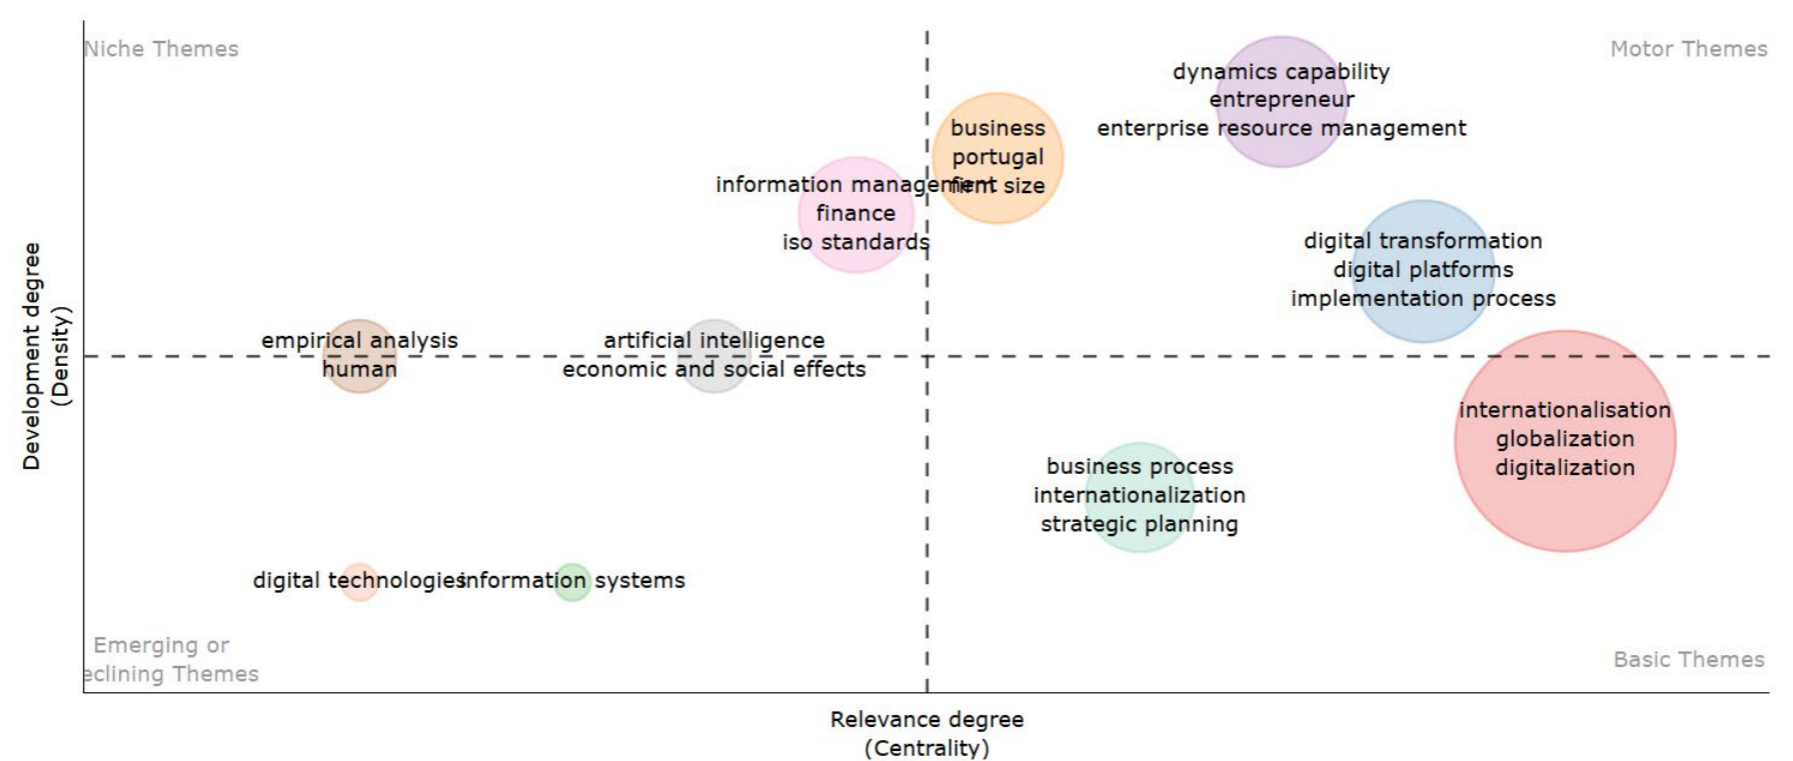 Niche Themes
Motor Themes
dynamics capability
entrepreneur
enterprise resource management
business
portugal
firm size
information management
finance
iso standards
digital transformation
digital platforms
implementation process
empirical analysis
human
artificial intelligence
economic and social effects
internationalisation
globalization
digitalization
business process
internationalization
strategic planning
digital technologies
information systems
Emerging or
eclining Themes
Basic Themes
Development degree
(Density)
Relevance degree
(Centrality)